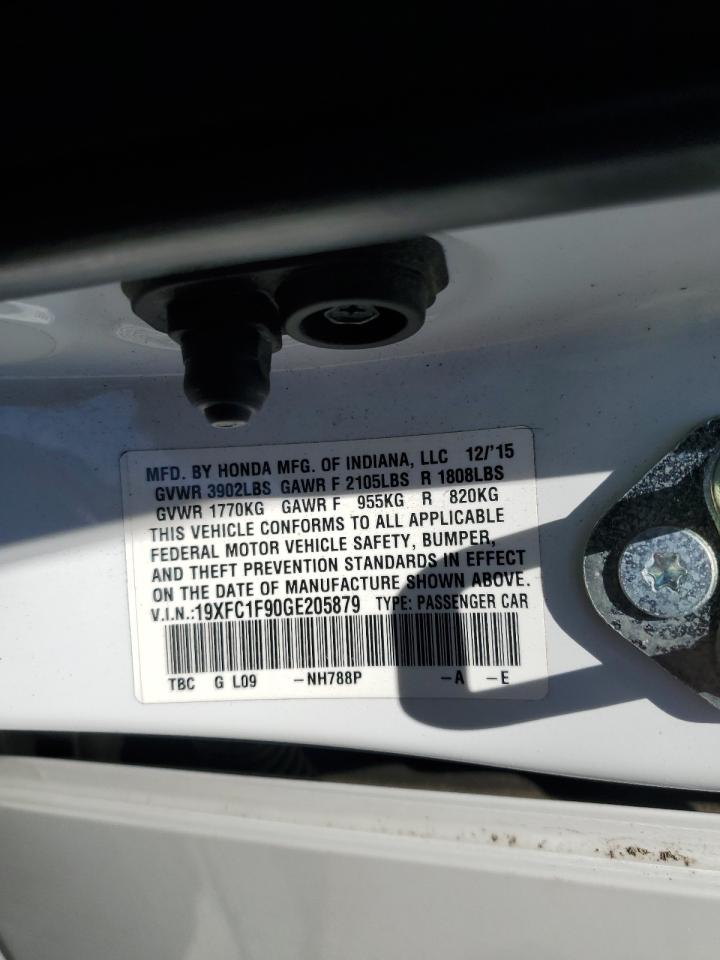 MFD. BY HONDA MFG. OF INDIANA, LLC 12/'15
GVWR 3902LBS GAWR F 2105LBS R 1808LBS
GVWR 1770KG GAWR F 955KG R 820KG
THIS VEHICLE CONFORMS TO ALL APPLICABLE
FEDERAL MOTOR VEHICLE SAFETY, BUMPER,
AND THEFT PREVENTION STANDARDS IN EFFECT
ON THE DATE OF MANUFACTURE SHOWN ABOVE.
V.I.N.:19XFC1F90GE205879 TYPE: PASSENGER CAR
TBC G L09 -NH788P -A -E